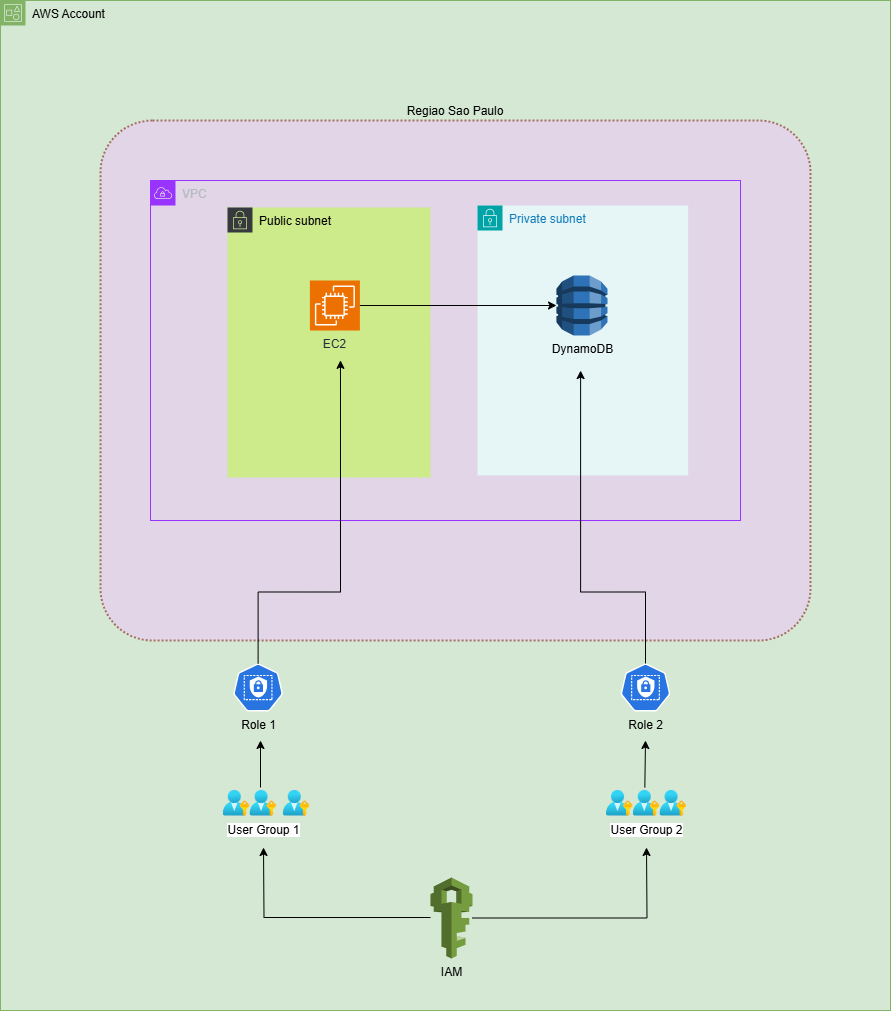 AWS Account
Regiao Sao Paulo
VPC
Public subnet
Private subnet
EC2
DynamoDB
Role 1
Role 2
User Group 1
User Group 2
IAM